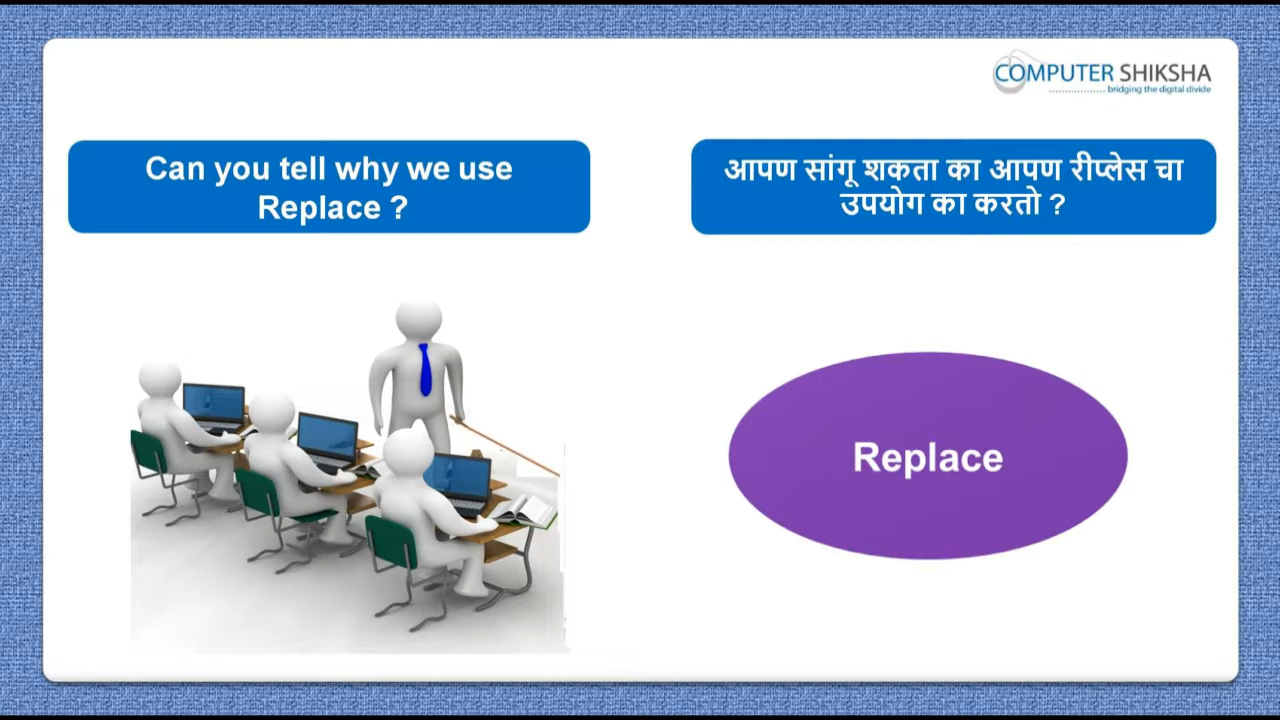 COMPUTER SHIKSHA
bridging the digital divide
Can you tell why we use
Replace ?
आपण सांगू शकता का आपण रीप्लेस चा
उपयोग का करतो ?
Replace